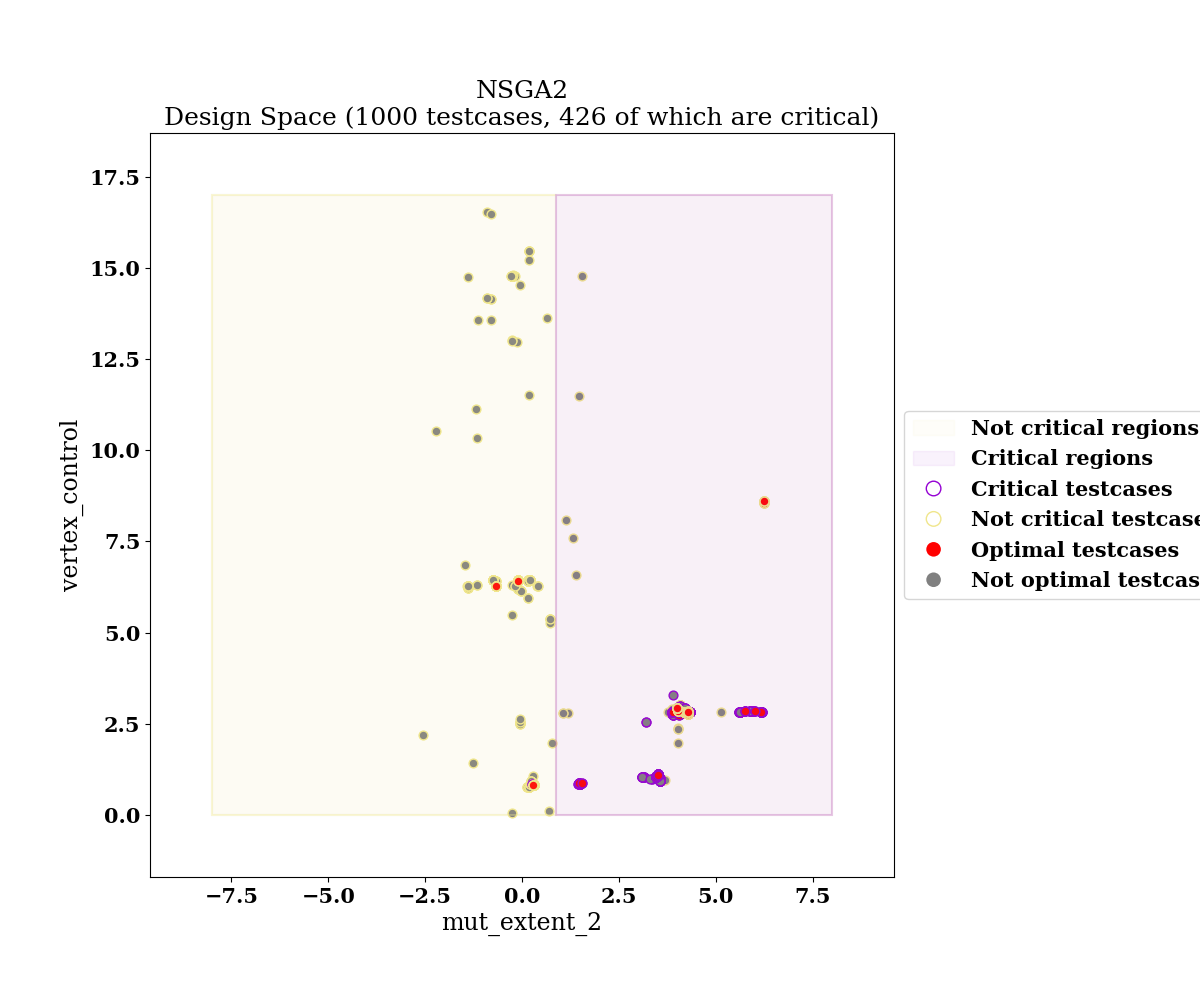 NSGA2
Design Space (1000 testcases, 426 of which are critical)
17.5
15.0
12.5
10.0
7.5
5.0
2.5
0.0
vertex_control
−7.5 −5.0 −2.5 0.0 2.5 5.0 7.5
mut_extent_2
Not critical regions
Critical regions
Critical testcases
Not critical testcase
Optimal testcases
Not optimal testcas